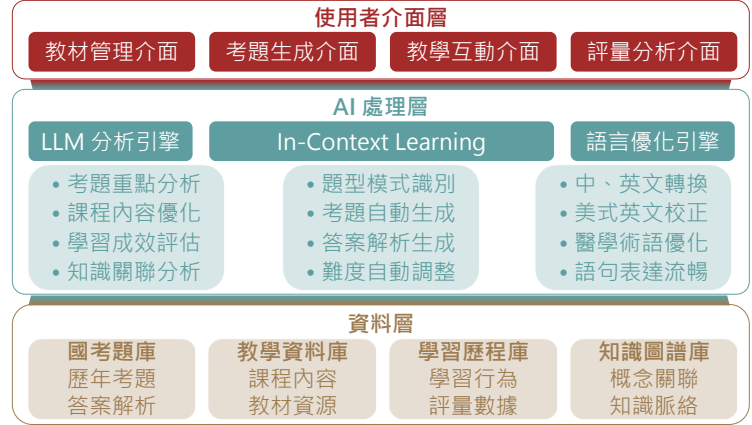 使用者介面層
教材管理介面 考題生成介面 教學互動介面 評量分析介面
AI 處理層
LLM 分析引擎 In-Context Learning 語言優化引擎
• 考題重點分析
• 課程內容優化
• 學習成效評估
• 知識關聯分析
• 題型模式識別
• 考題自動生成
• 答案解析生成
• 難度自動調整
• 中、英文轉換
• 美式英文校正
• 醫學術語優化
• 語句表達流暢
資料層
國考題庫
歷年考題
答案解析
教學資料庫
課程內容
教材資源
學習歷程庫
學習行為
評量數據
知識圖譜庫
概念關聯
知識脈絡